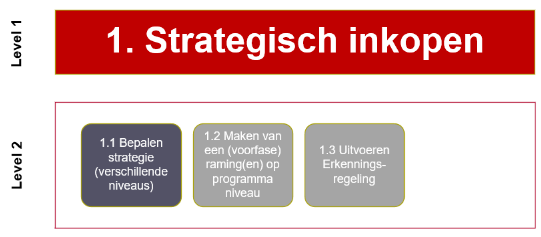 Level 1
1. Strategisch inkopen
Level 2
1.1 Bepalen
strategie
(verschillende
niveaus)
1.2 Maken van
een (voorfase)
raming(en) op
programma
niveau
1.3 Uitvoeren
Erkennings-
regeling